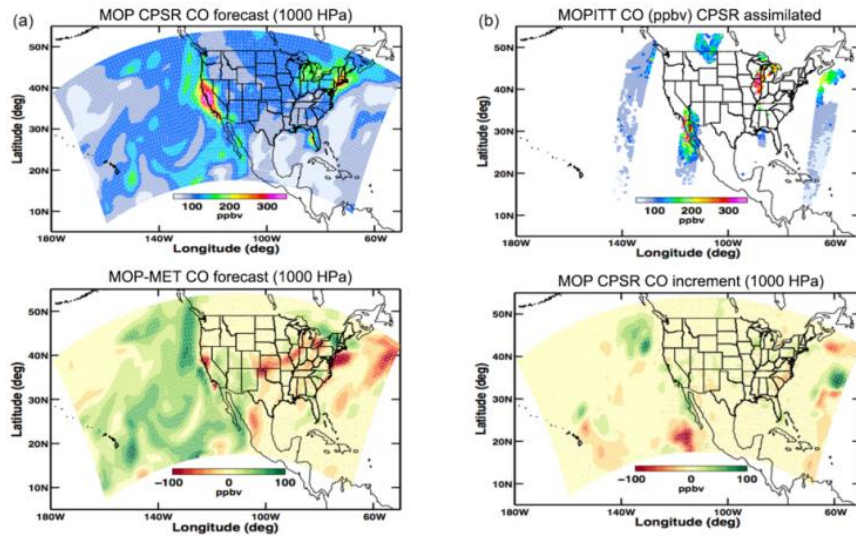 (a) MOP CPSR CO forecast (1000 HPa)
50N
40N
30N
20N
10N
Latitude (deg)
100 200 300
ppbv
180W 140W 100W 60W
Longitude (deg)
(b) MOPITT CO (ppbv) CPSR assimilated
50N
40N
30N
20N
10N
Latitude (deg)
100 200 300
ppbv
180W 140W 100W 60W
Longitude (deg)
MOP-MET CO forecast (1000 HPa)
50N
40N
30N
20N
10N
Latitude (deg)
-100 0 100
ppbv
180W 140W 100W 60W
Longitude (deg)
MOP CPSR CO increment (1000 HPa)
50N
40N
30N
20N
10N
Latitude (deg)
-100 0 100
ppbv
180W 140W 100W 60W
Longitude (deg)